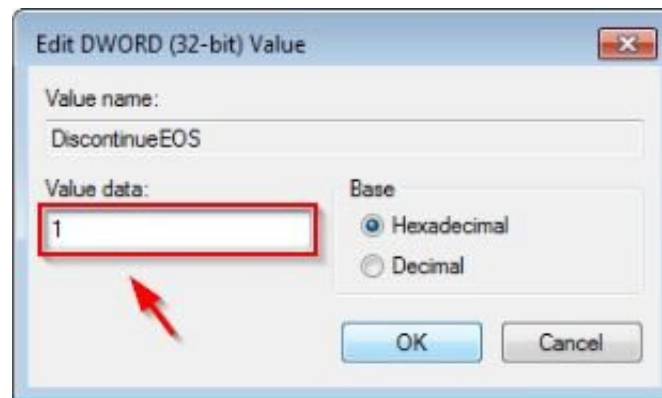 Edit DWORD (32-bit) Value
Value name:
DiscontinueEOS
Value data:
1
Base
Hexadecimal
Decimal
OK
Cancel